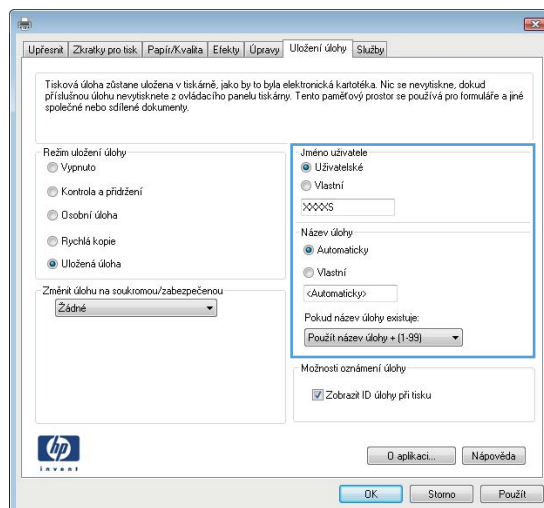 Upřesnit Zkratky pro tisk Papír/Kvalita Efekty Úpravy Uložení úlohy Služby
Tisková úloha zůstane uložena v tiskárně, jako by to byla elektronická kartotéka. Nic se nevytiskne, dokud
příslušnou úlohu nevytisknete z ovládacího panelu tiskárny. Tento paměťový prostor se používá pro formuláře a jiné
společné nebo sdílené dokumenty.
Režim uložení úlohy
Vypnuto
Kontrola a přidržení
Osobní úloha
Rychlá kopie
Uložená úloha
Změnit úlohu na soukromou/zabezpečenou
Žádné
Jméno uživatele
Uživatelské
Vlastní
XXXXS
Název úlohy
Automaticky
Vlastní
<Automaticky>
Pokud název úlohy existuje:
Použít název úlohy + (1-99)
Možnosti oznámení úlohy
Zobrazit ID úlohy při tisku
hp
invent
O aplikaci... Nápověda
OK Storno Použít